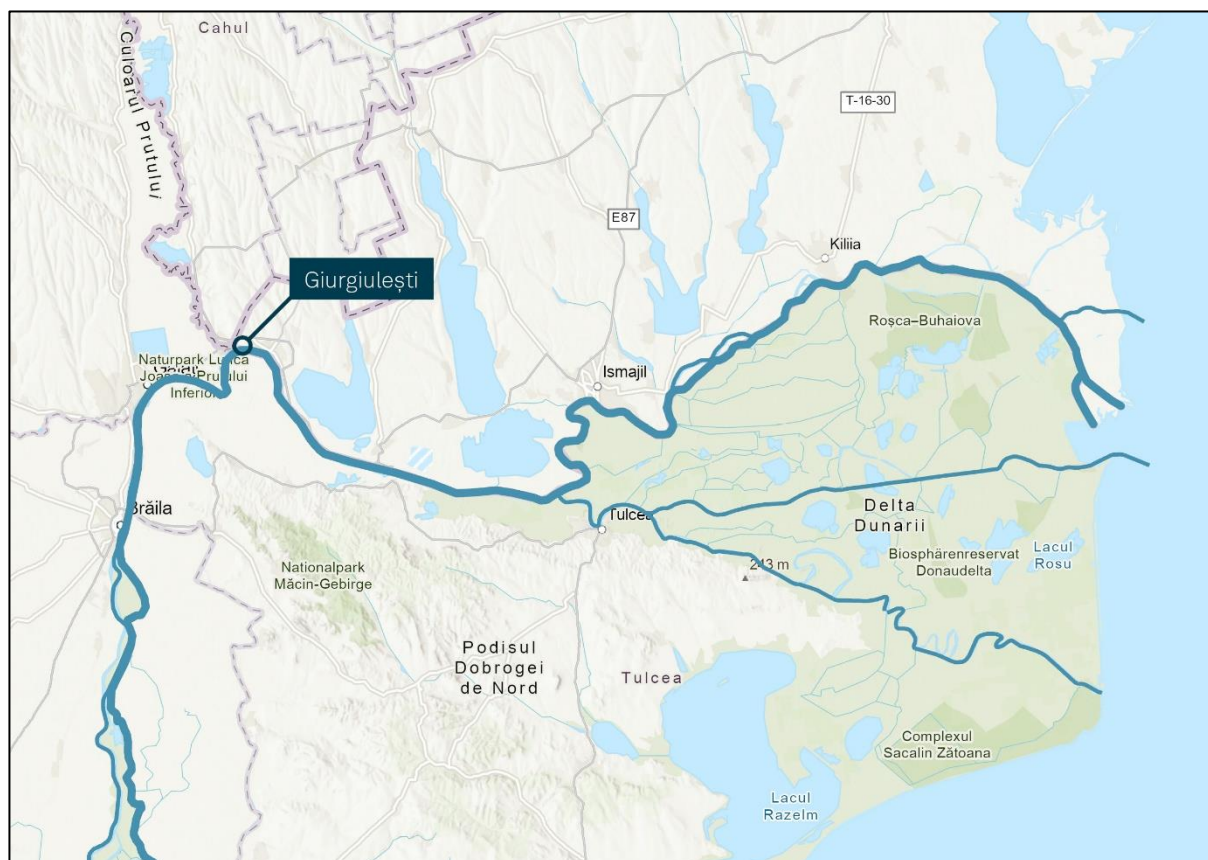 Cahul
Culoarul Prutului
T-16-30
E87
Kiliia
Giurgiulești
Roșca–Buhaiova
Naturpark Lunca
Inferior
Ismajil
Brăila
Tulcea
Delta
Dunarii
Nationalpark
Măcin-Gebirge
243 m
Biosphärenreservat
Donaudelta
Lacul
Rosu
Podisul
Dobrogei
de Nord
Tulcea
Complexul
Sacalin Zătoana
Lacul
Razelm